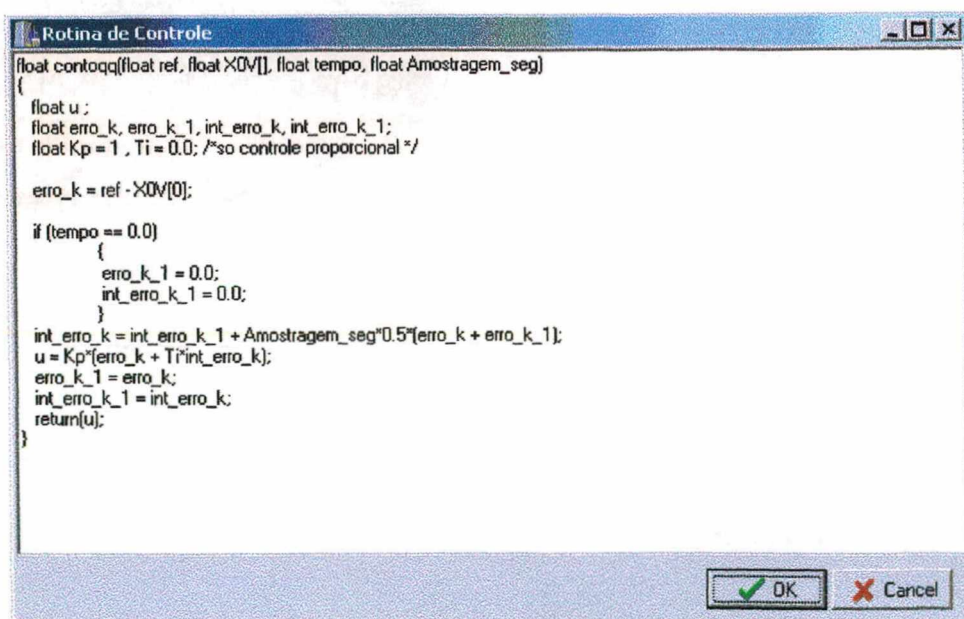 Rotina de Controle
float contoqq(float ref, float X0V[], float tempo, float Amostragem_seg)
{
float u ;
float erro_k, erro_k_1, int_erro_k, int_erro_k_1;
float Kp = 1 , Ti = 0.0; /*so controle proporcional */
erro_k = ref - X0V[0];
if (tempo == 0.0)
{
erro_k_1 = 0.0;
int_erro_k_1 = 0.0;
}
int_erro_k = int_erro_k_1 + Amostragem_seg*0.5*(erro_k + erro_k_1);
u = Kp*(erro_k + Ti*int_erro_k);
erro_k_1 = erro_k;
int_erro_k_1 = int_erro_k;
return(u);
}
OK Cancel